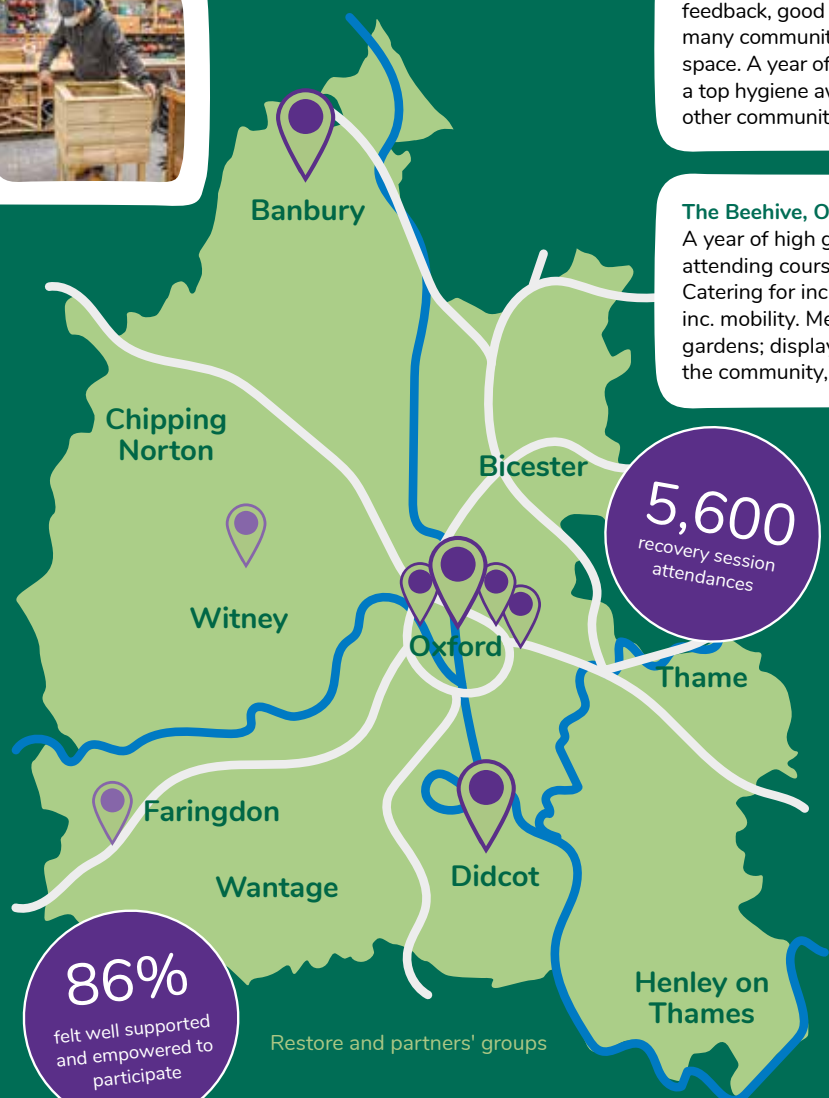 feedback, good
many communit
space. A year of
a top hygiene av
other communit
The Beehive, O
A year of high g
attending cours
Catering for inc
inc. mobility. Me
gardens; display
the community,
Banbury
Chipping
Norton
Bicester
5,600
recovery session
attendances
Witney
Oxford
Thame
Faringdon
Wantage
Didcot
86%
felt well supported
and empowered to
participate
Henley on
Thames
Restore and partners' groups